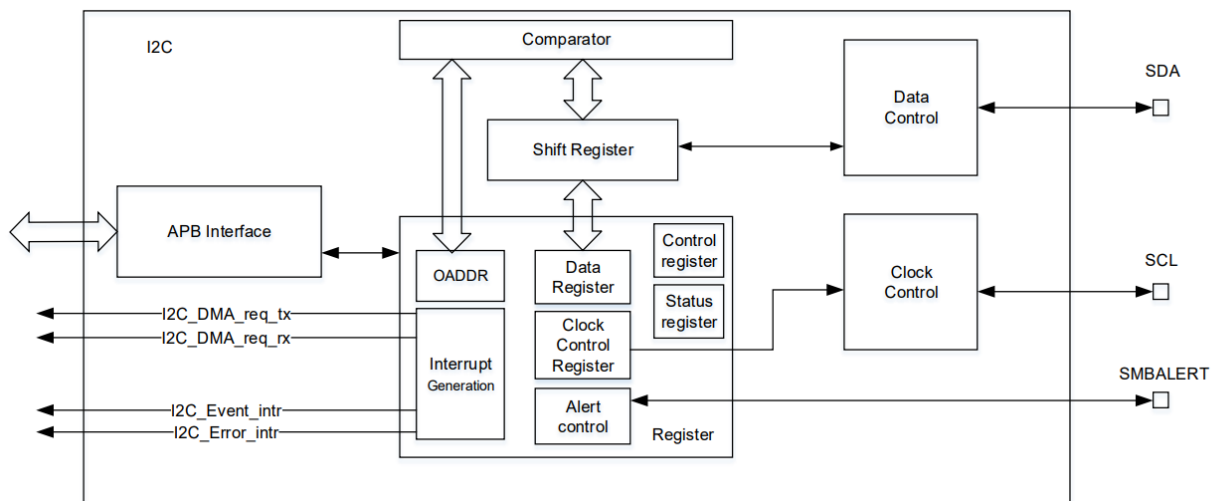 I2C
Comparator
SDA
Data
Control
Shift Register
APB Interface
Control
register
OADDR
Data
Register
Clock
Control
SCL
Status
register
I2C_DMA_req_tx
I2C_DMA_req_rx
Clock
Control
Register
Interrupt
Generation
SMBALERT
I2C_Event_intr
I2C_Error_intr
Alert
control
Register